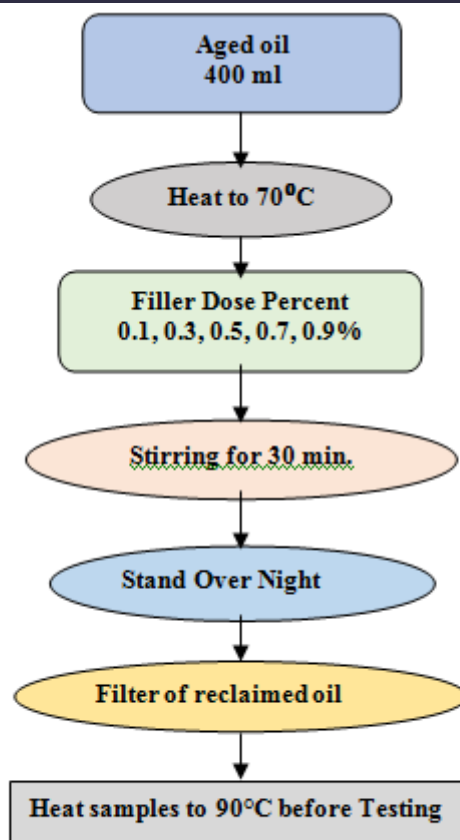 Aged oil
400 ml
Heat to 70⁰C
Filler Dose Percent
0.1, 0.3, 0.5, 0.7, 0.9%
Stirring for 30 min.
Stand Over Night
Filter of reclaimed oil
Heat samples to 90°C before Testing